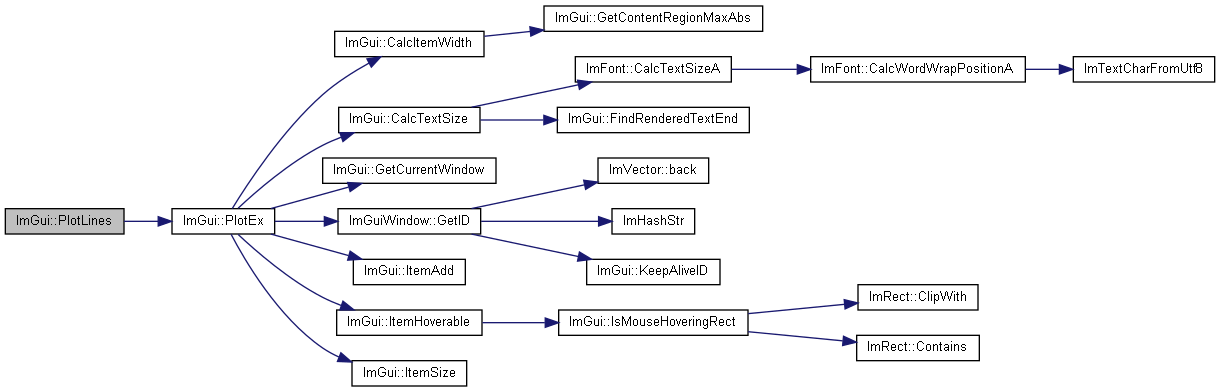 ImGui::PlotLines
ImGui::PlotEx
ImGui::CalcItemWidth
ImGui::GetContentRegionMaxAbs
ImGui::CalcTextSize
ImFont::CalcTextSizeA
ImFont::CalcWordWrapPositionA
ImTextCharFromUtf8
ImGui::FindRenderedTextEnd
ImGui::GetCurrentWindow
ImGuiWindow::GetID
ImVector::back
ImHashStr
ImGui::KeepAliveID
ImGui::ItemAdd
ImGui::ItemHoverable
ImGui::IsMouseHoveringRect
ImRect::ClipWith
ImRect::Contains
ImGui::ItemSize